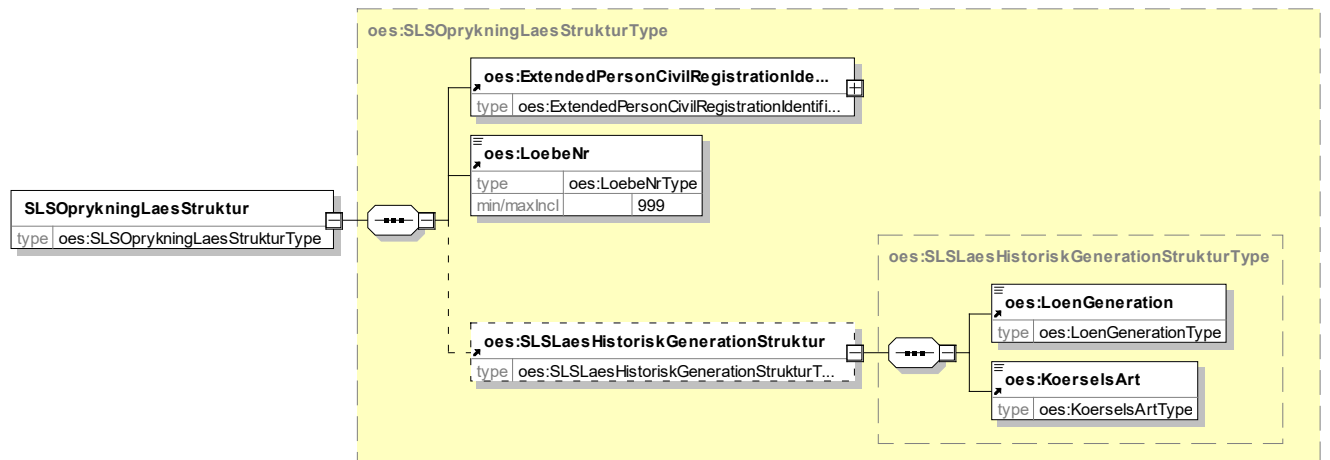 oes:SLSOprykningLaesStrukturType
oes:ExtendedPersonCivilRegistrationIde...
type oes:ExtendedPersonCivilRegistrationIdentifi...
oes:LoebeNr
type oes:LoebeNrType
min/maxIncl 999
SLSOprykningLaesStruktur
type oes:SLSOprykningLaesStrukturType
oes:SLSLaesHistoriskGenerationStruktur
type oes:SLSLaesHistoriskGenerationStrukturT...
oes:SLSLaesHistoriskGenerationStrukturType
oes:LoenGeneration
type oes:LoenGenerationType
oes:KoerselsArt
type oes:KoerselsArtType